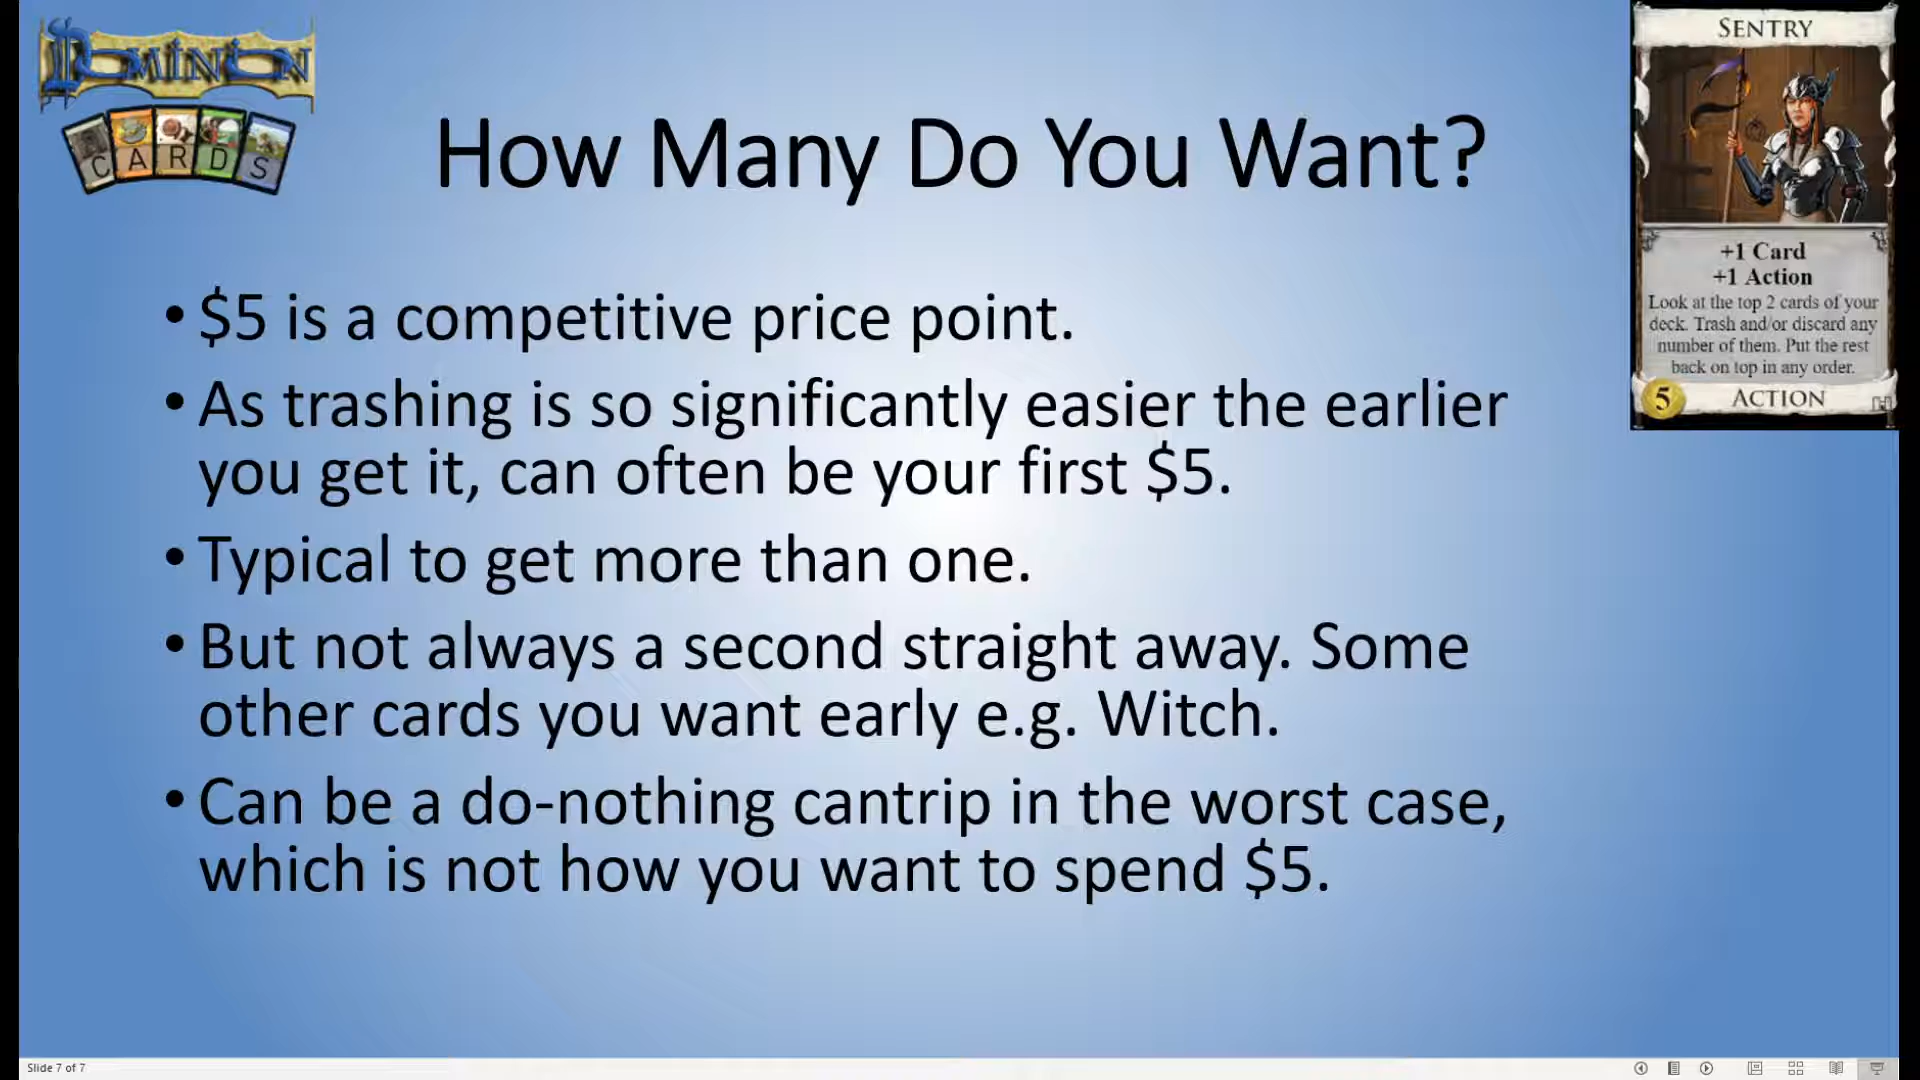 DOMINION
CARDS
How Many Do You Want?
• $5 is a competitive price point.
• As trashing is so significantly easier the earlier
you get it, can often be your first $5.
• Typical to get more than one.
• But not always a second straight away. Some
other cards you want early e.g. Witch.
• Can be a do-nothing cantrip in the worst case,
which is not how you want to spend $5.
SENTRY
+1 Card
+1 Action
Look at the top 2 cards of your
deck. Trash and/or discard any
number of them. Put the rest
back on top in any order.
5 ACTION
Slide 7 of 7